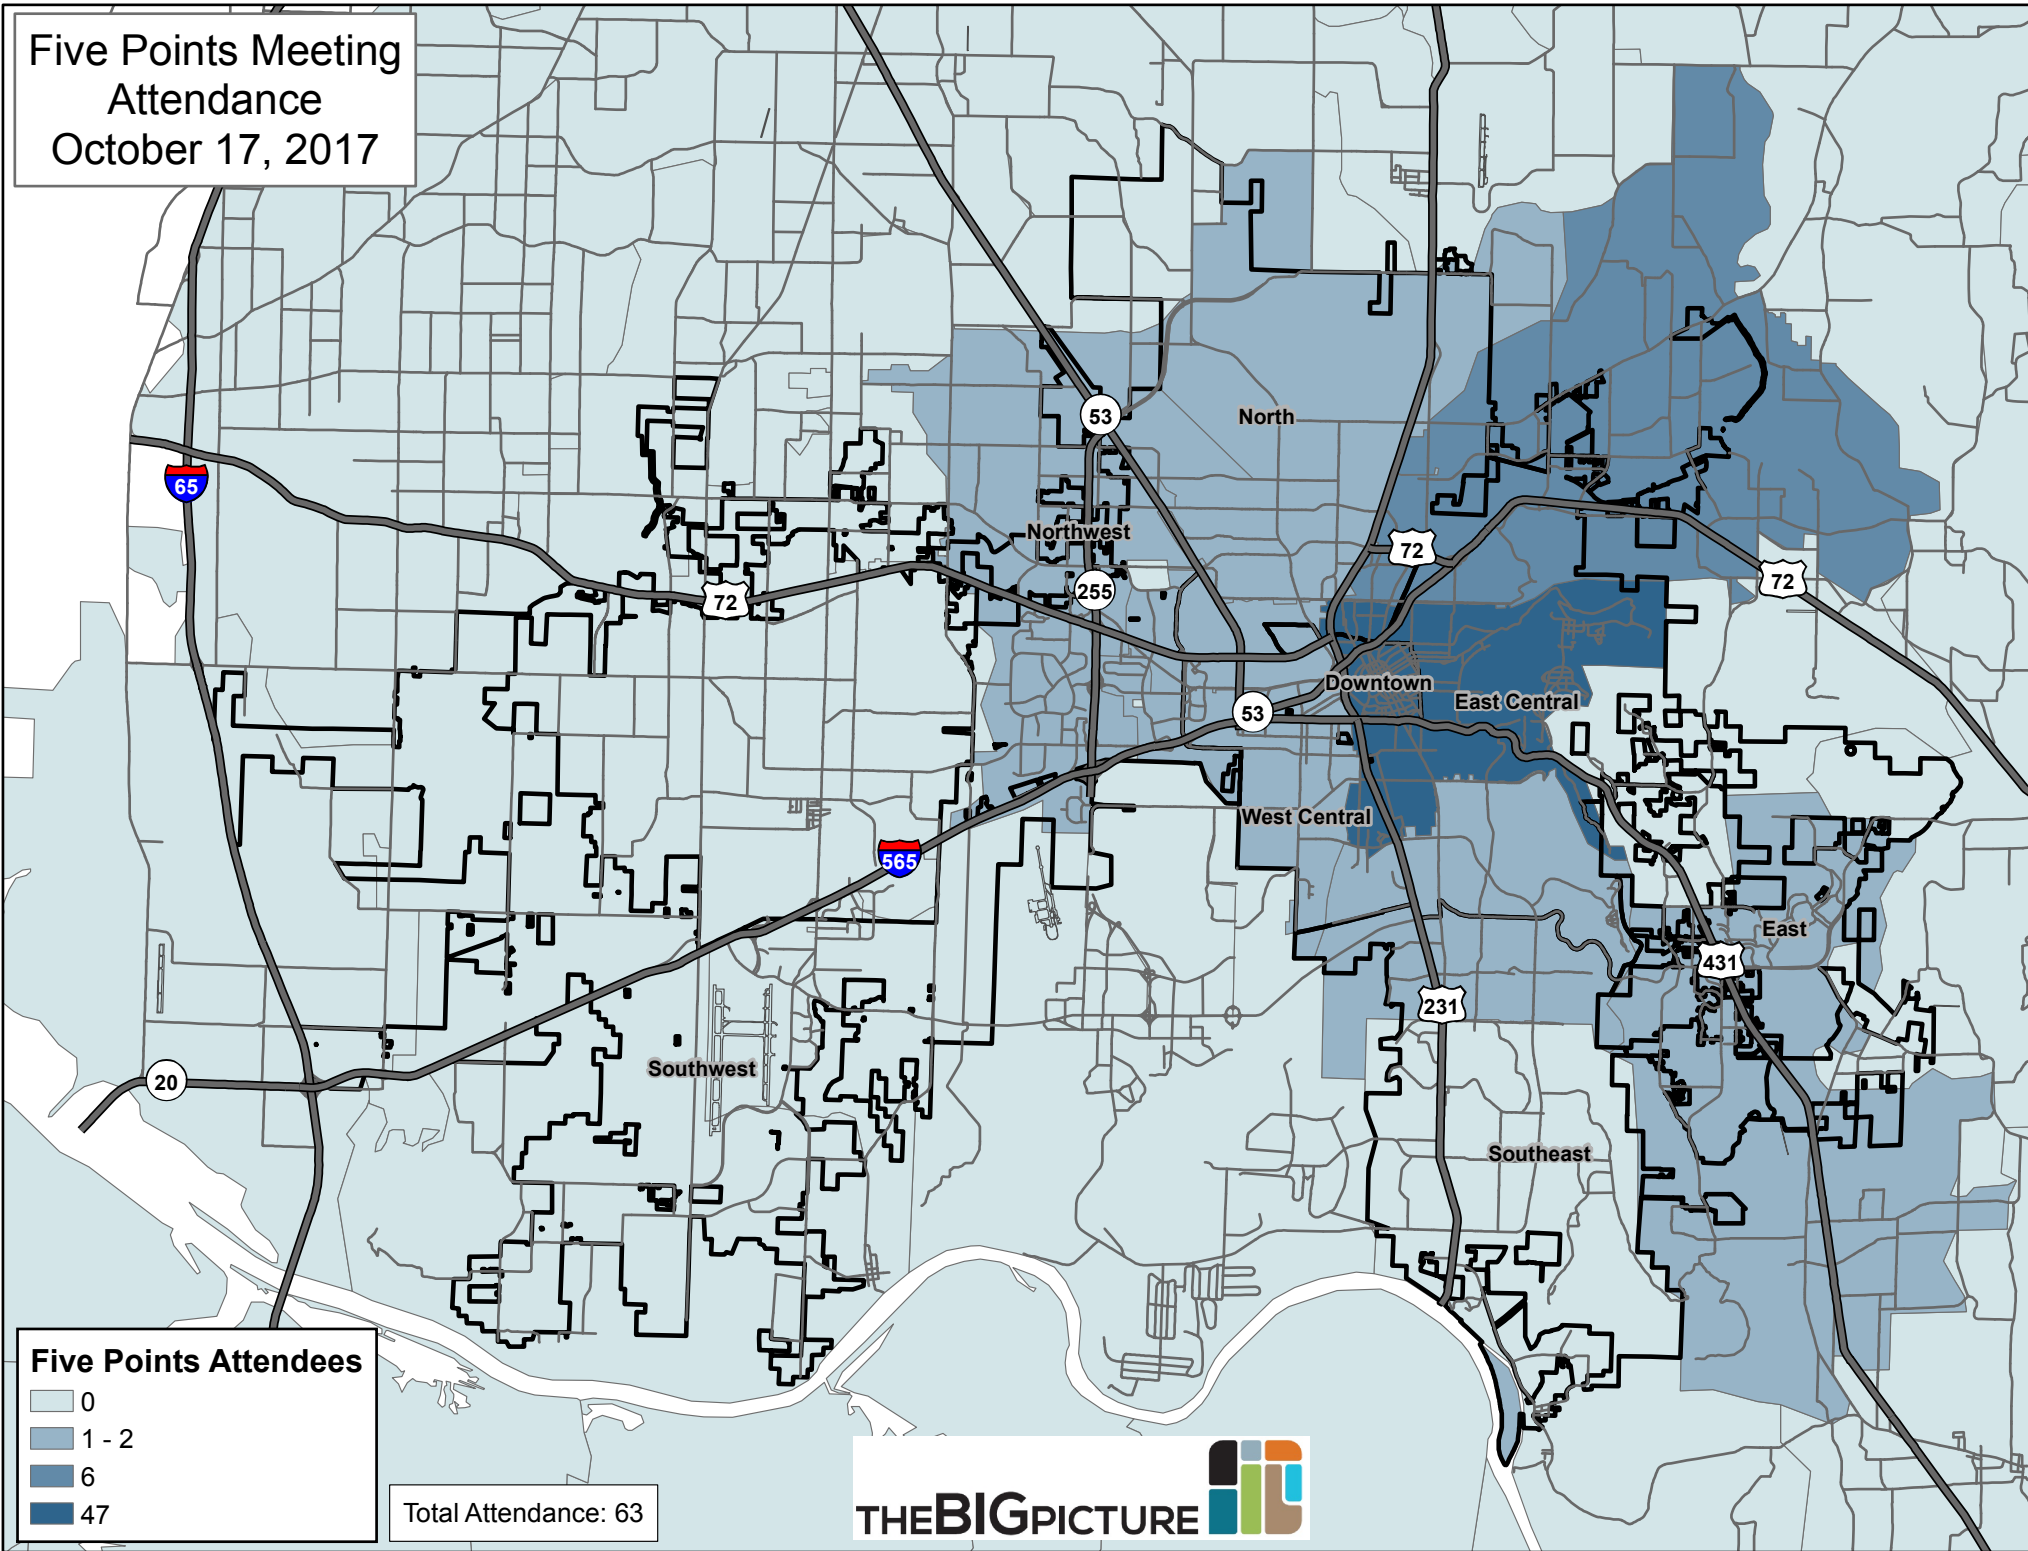 Five Points Meeting
Attendance
October 17, 2017
53
North
65
Northwest
72
72
72
255
Downtown
East Central
53
West Central
565
East
431
231
Southwest
20
Southeast
Five Points Attendees
0
1 - 2
6
47
Total Attendance: 63
THEBIGPICTURE